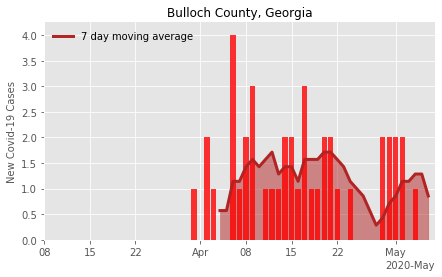 Bulloch County, Georgia
7 day moving average
New Covid-19 Cases
4.0
3.5
3.0
2.5
2.0
1.5
1.0
0.5
0.0
08 15 22 Apr 08 15 22 May
2020-May